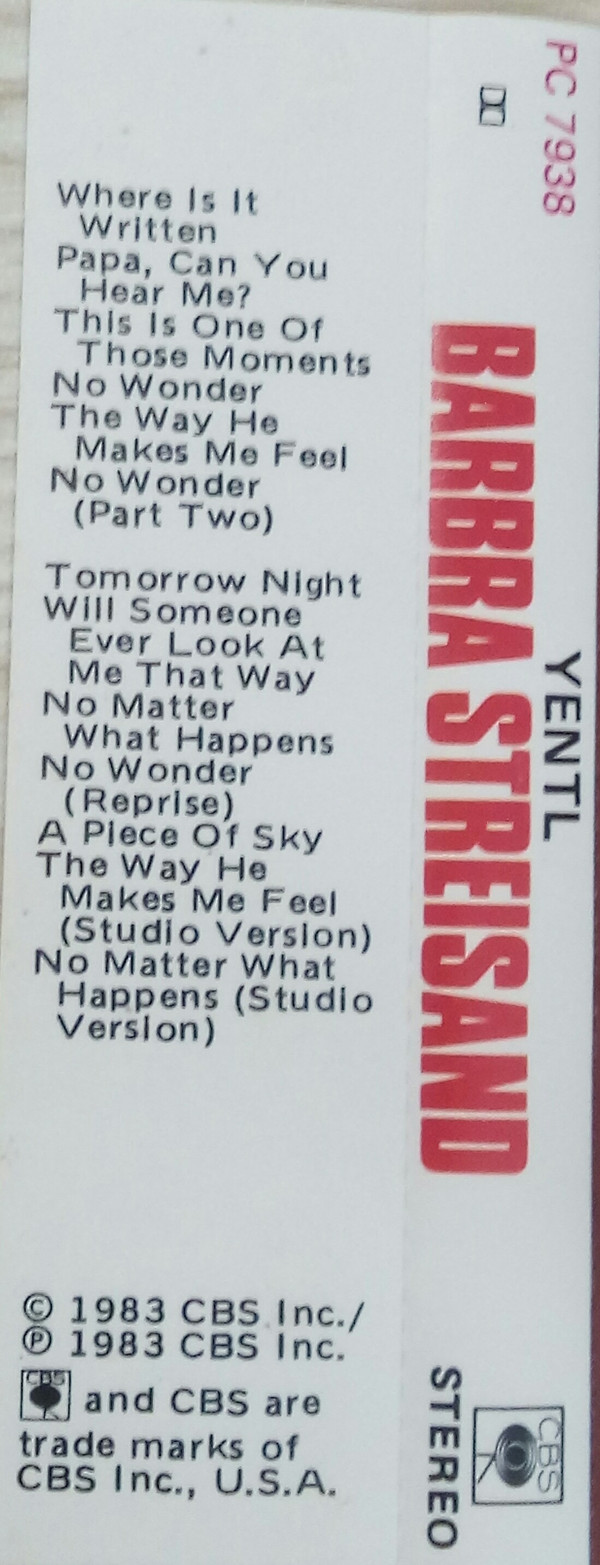 Where Is It
Written
Papa, Can You
Hear Me?
This Is One Of
Those Moments
No Wonder
The Way He
Makes Me Feel
No Wonder
(Part Two)
Tomorrow Night
Will Someone
Ever Look At
Me That Way
No Matter
What Happens
No Wonder
(Reprise)
A Piece Of Sky
The Way He
Makes Me Feel
(Studio Version)
No Matter What
Happens (Studio
Version)
© 1983 CBS Inc./
℗ 1983 CBS Inc.
CBS and CBS are
trade marks of
CBS Inc., U.S.A.
PC 7938
YENTL
BARBRA STREISAND
CBS
STEREO